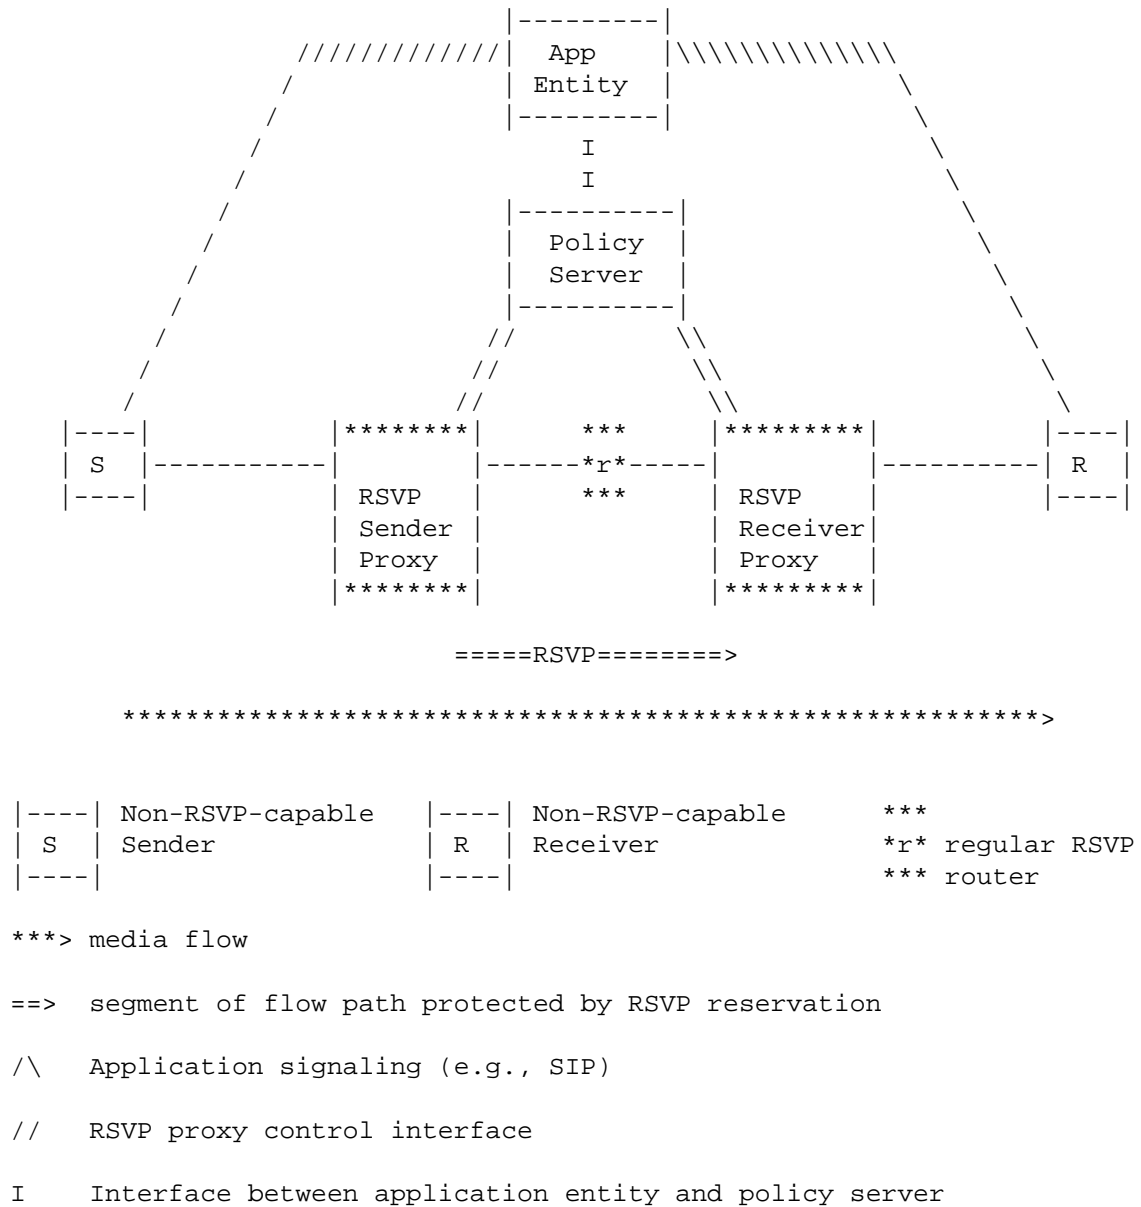 |---------|
                   /////////////|  App    |\\\\\\\\\\\\\\
                  /             | Entity  |              \
                 /              |---------|               \
                /                    I                     \
               /                     I                      \
              /                 |----------|                 \
             /                  |  Policy  |                  \
            /                   |  Server  |                   \
           /                    |----------|                    \
          /                    //          \\                    \
         /                    //            \\                    \
        /                    //              \\                    \
    |----|            |********|      ***     |*********|           |----|
    | S  |------------|        |------*r*-----|         |-----------| R  |
    |----|            | RSVP   |      ***     | RSVP    |           |----|
                      | Sender |              | Receiver|
                      | Proxy  |              | Proxy   |
                      |********|              |*********|

                            =====RSVP========>

       ***********************************************************>

|----| Non-RSVP-capable   |----| Non-RSVP-capable      ***
| S  | Sender             | R  | Receiver              *r* regular RSVP
|----|                    |----|                       *** router

***> media flow

==>  segment of flow path protected by RSVP reservation

/\   Application signaling (e.g., SIP)

//   RSVP proxy control interface

I    Interface between application entity and policy server